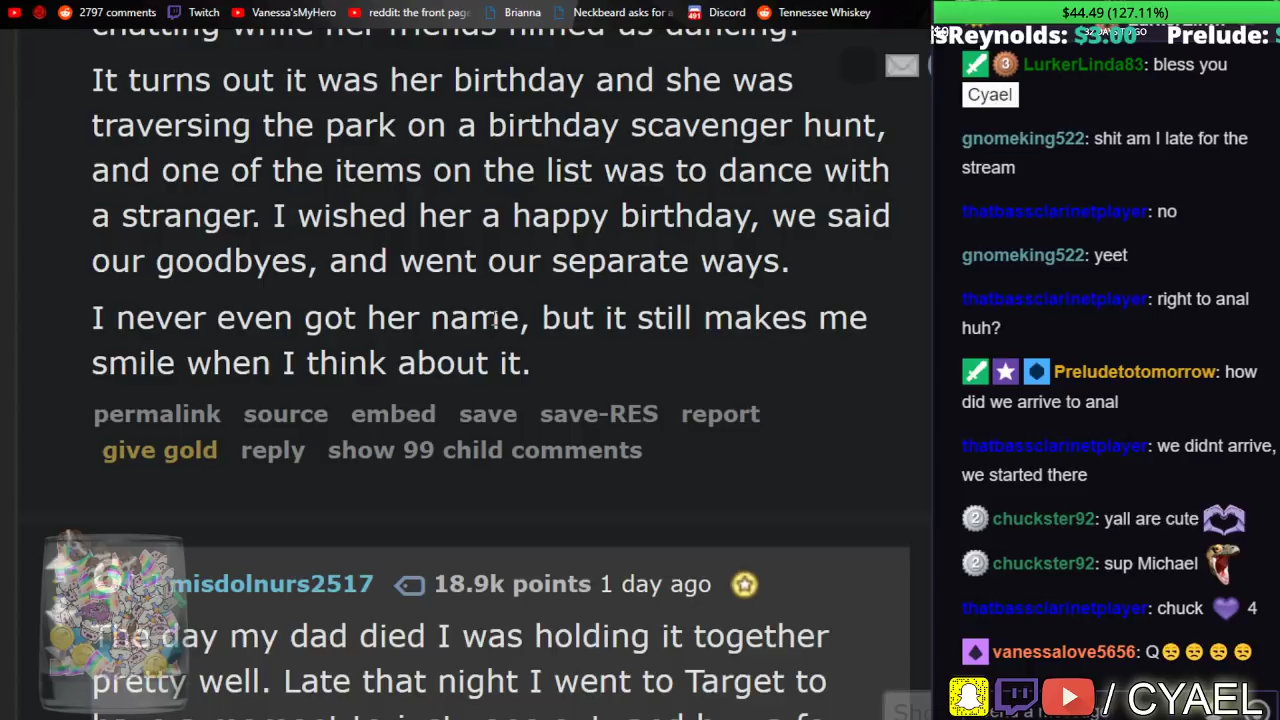 2797 comments
Twitch
Vanessa'sMyHero
reddit: the front page
Brianna
Neckbeard asks for a
491
Discord
Tennessee Whiskey
It turns out it was her birthday and she was
traversing the park on a birthday scavenger hunt,
and one of the items on the list was to dance with
a stranger. I wished her a happy birthday, we said
our goodbyes, and went our separate ways.
I never even got her name, but it still makes me
smile when I think about it.
permalink source embed save save-RES report
give gold reply show 99 child comments
misdolnurs2517 18.9k points 1 day ago
The day my dad died I was holding it together
pretty well. Late that night I went to Target to
$44.49 (127.11%)
isReynolds: $3.00 Prelude: $
3 LurkerLinda83: bless you
Cyael
gnomeking522: shit am I late for the
stream
thatbassclarinetplayer: no
gnomeking522: yeet
thatbassclarinetplayer: right to anal
huh?
Preludetotomorrow: how
did we arrive to anal
thatbassclarinetplayer: we didnt arrive,
we started there
2 chuckster92: yall are cute
2 chuckster92: sup Michael
thatbassclarinetplayer: chuck 4
vanessalove5656: Q
/ CYAEL